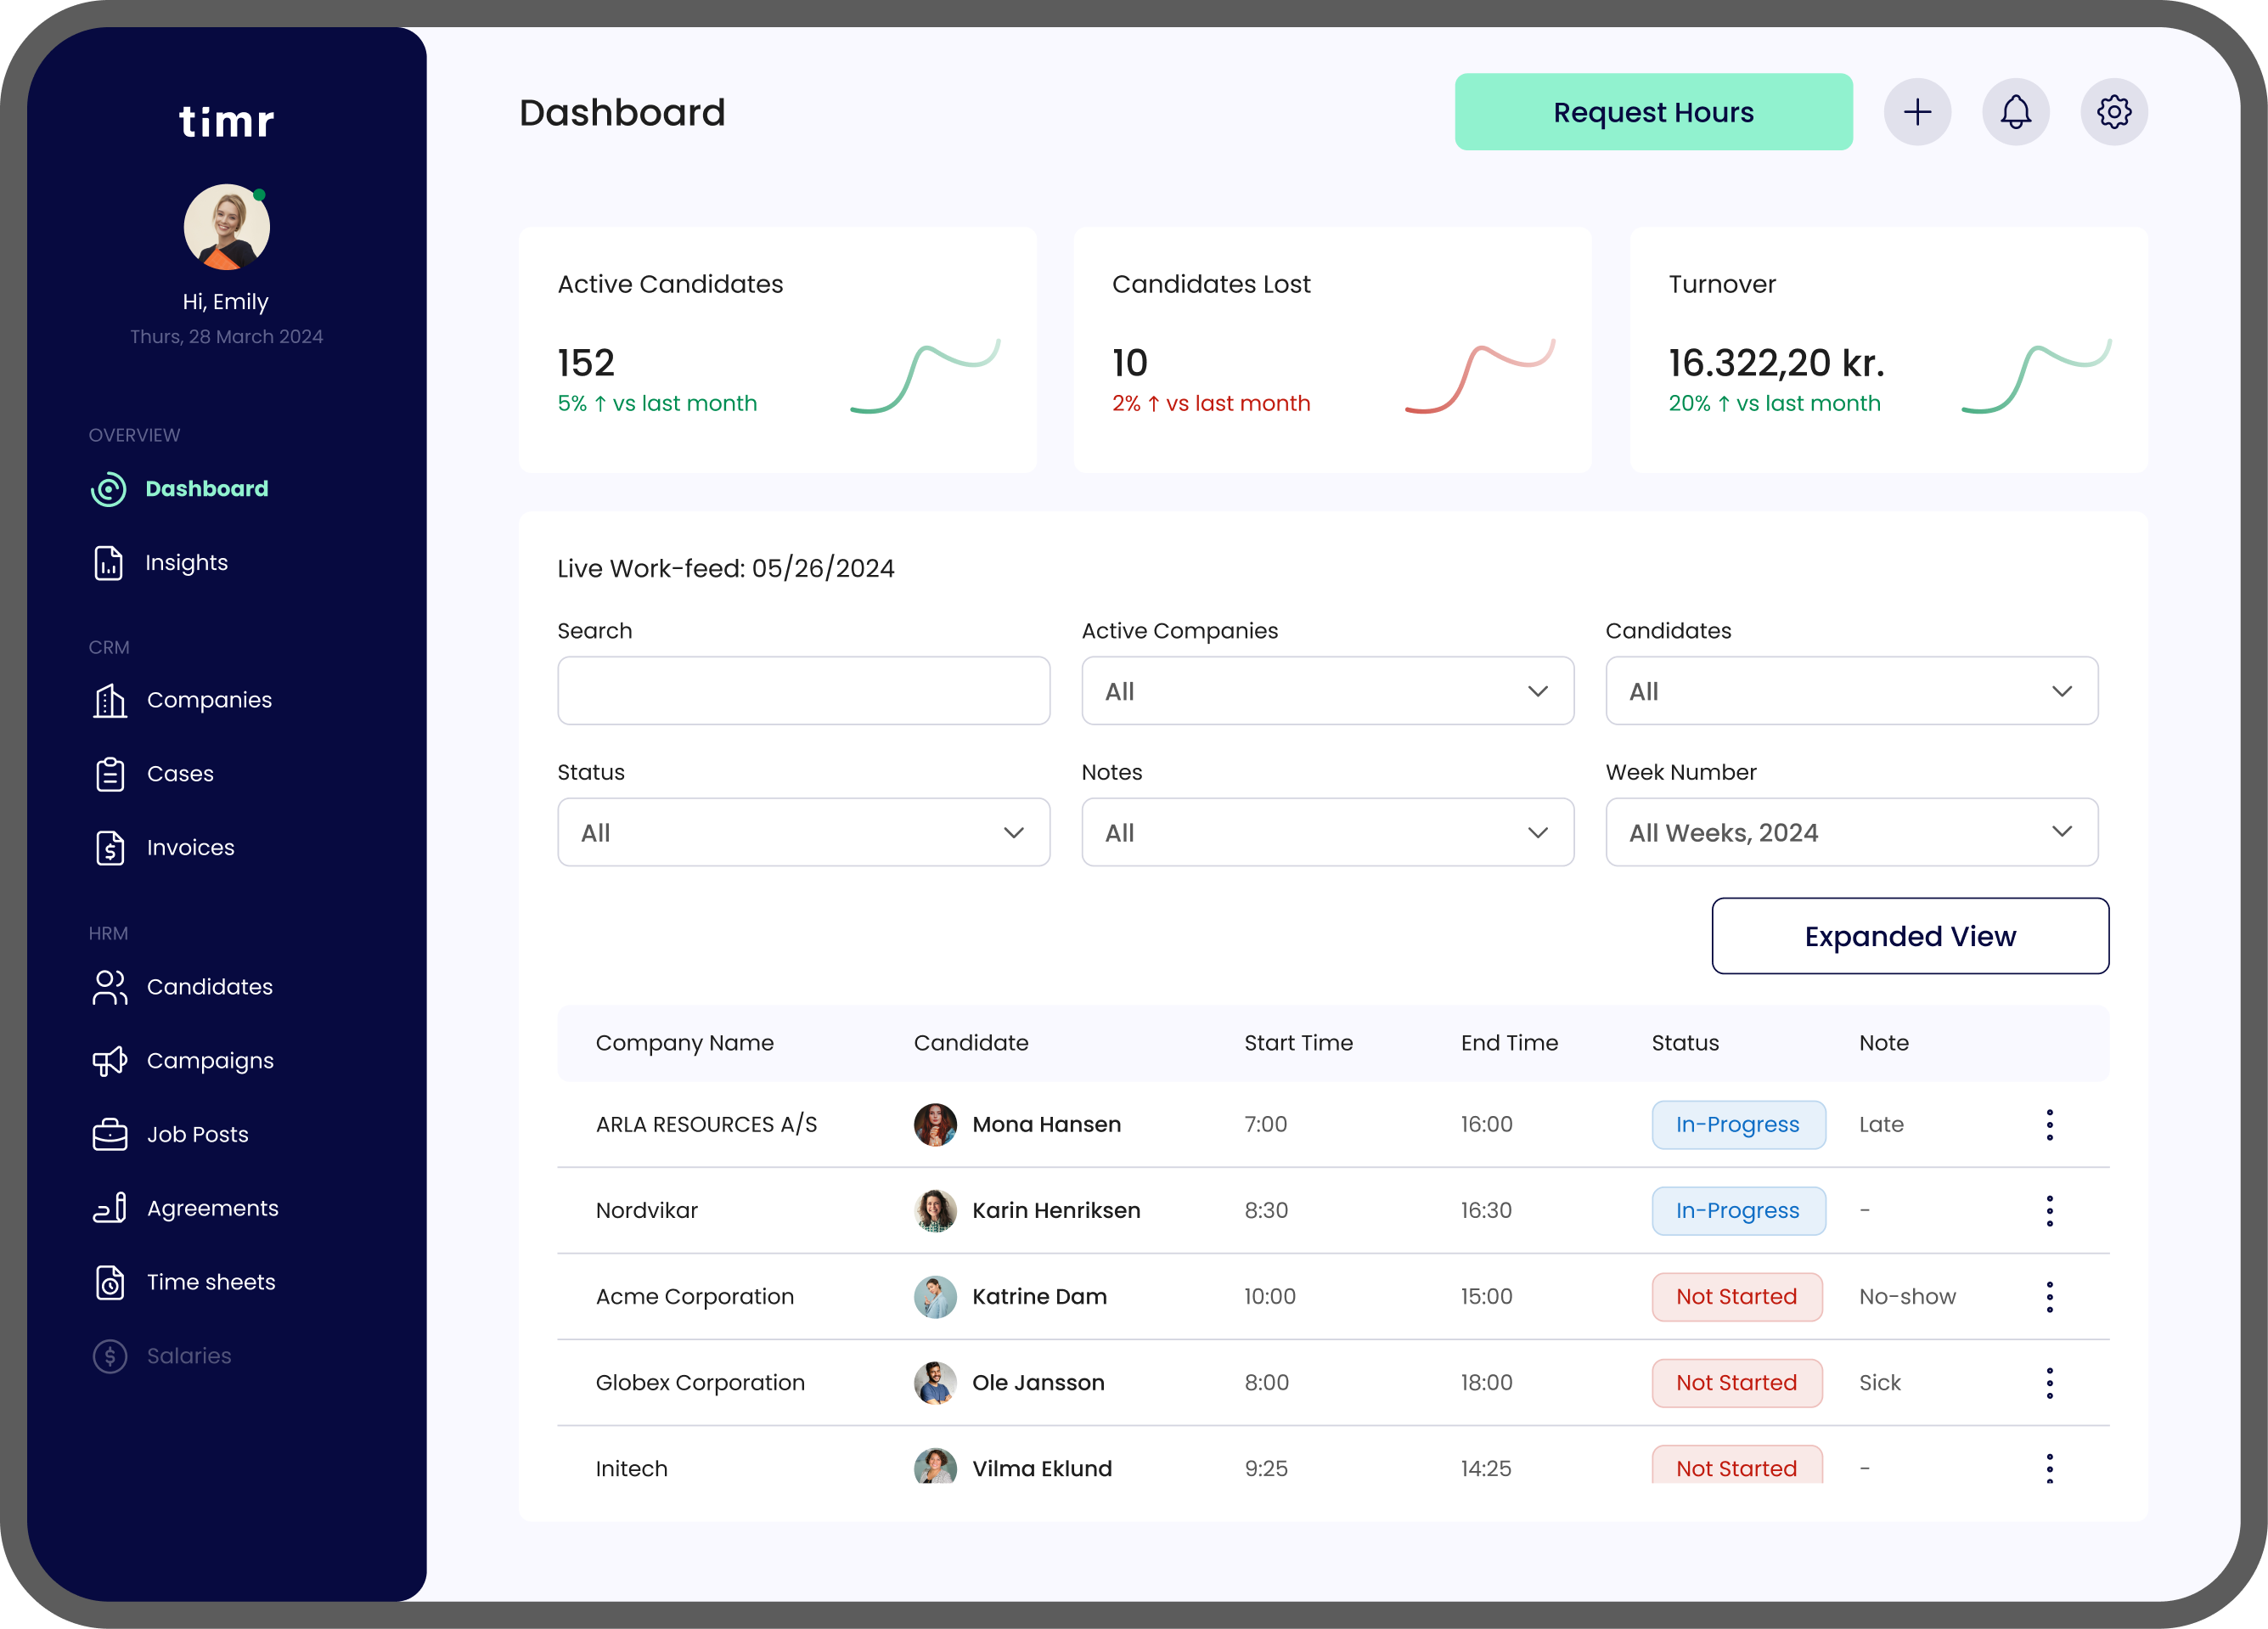 timr
Hi, Emily
Thurs, 28 March 2024
OVERVIEW
Dashboard
Insights
CRM
Companies
Cases
Invoices
HRM
Candidates
Campaigns
Job Posts
Agreements
Time sheets
Salaries
Dashboard
Request Hours
Active Candidates
152
5% ↑ vs last month
Candidates Lost
10
2% ↑ vs last month
Turnover
16.322,20 kr.
20% ↑ vs last month
Live Work-feed: 05/26/2024
Search
Active Companies
All
Candidates
All
Status
All
Notes
All
Week Number
All Weeks, 2024
Expanded View
Company Name Candidate Start Time End Time Status Note
ARLA RESOURCES A/S Mona Hansen 7:00 16:00 In-Progress Late
Nordvikar Karin Henriksen 8:30 16:30 In-Progress -
Acme Corporation Katrine Dam 10:00 15:00 Not Started No-show
Globex Corporation Ole Jansson 8:00 18:00 Not Started Sick
Initech Vilma Eklund 9:25 14:25 Not Started -